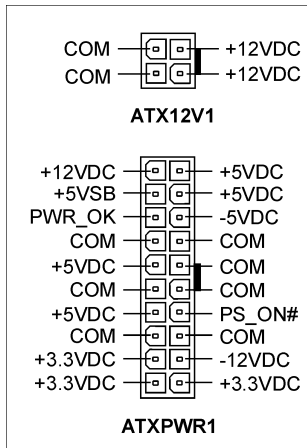 COM +12VDC
COM +12VDC
ATX12V1
+12VDC +5VDC
+5VSB +5VDC
PWR_OK -5VDC
COM COM
+5VDC COM
COM COM
+5VDC PS_ON#
COM COM
+3.3VDC -12VDC
+3.3VDC +3.3VDC
ATXPWR1